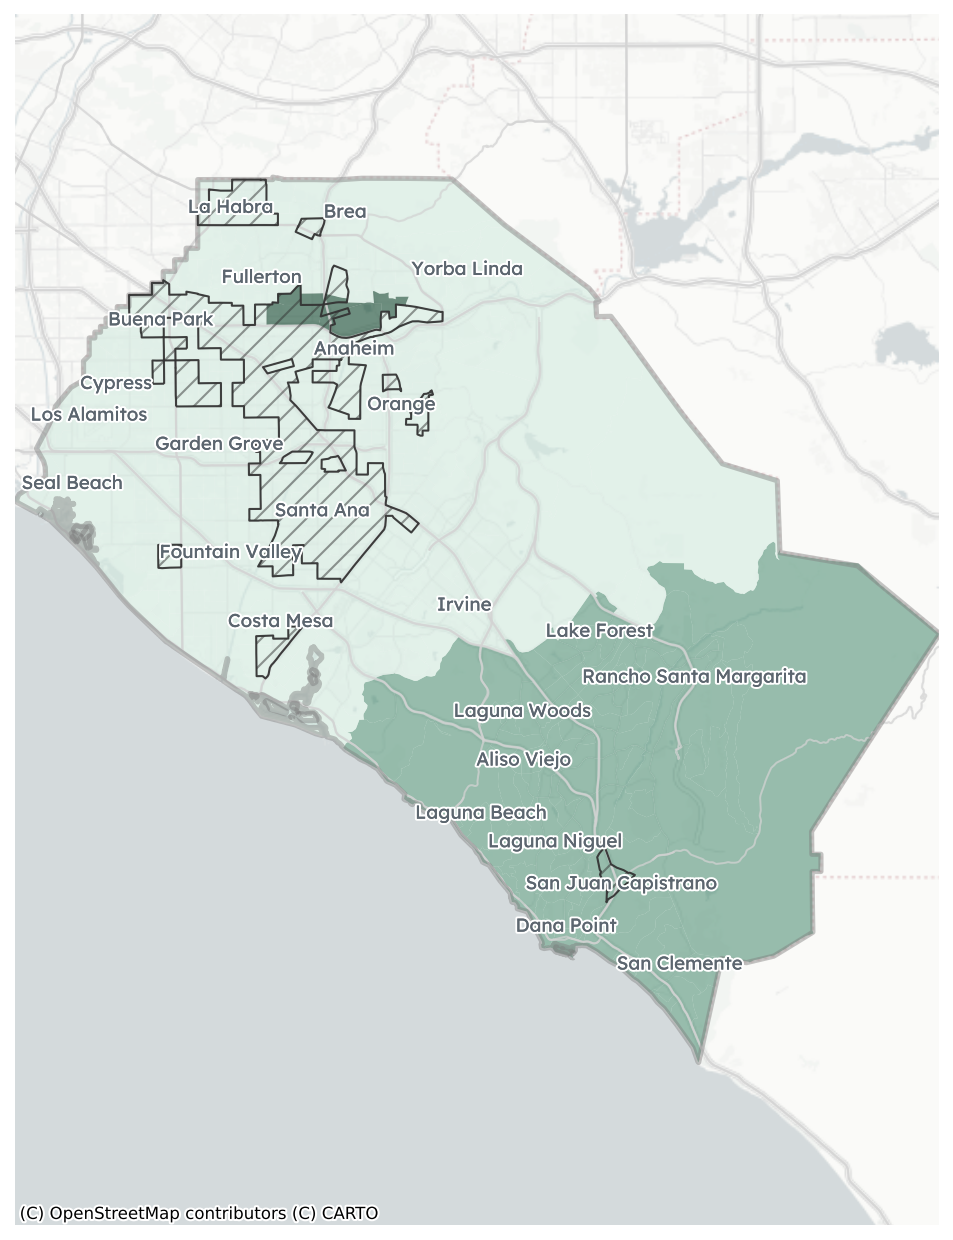 La Habra
Brea
Fullerton
Yorba Linda
Buena Park
Anaheim
Cypress
Orange
Los Alamitos
Garden Grove
Seal Beach
Santa Ana
Fountain Valley
Irvine
Costa Mesa
Lake Forest
Rancho Santa Margarita
Laguna Woods
Aliso Viejo
Laguna Beach
Laguna Niguel
San Juan Capistrano
Dana Point
San Clemente
(C) OpenStreetMap contributors (C) CARTO